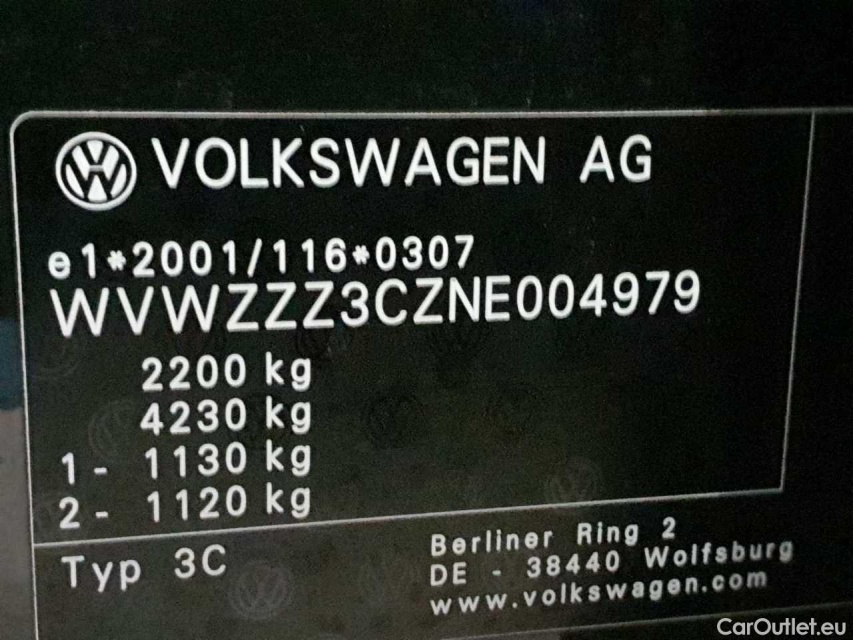 VOLKSWAGEN AG
e1*2001/116*0307
WVWZZZ3CZNE004979
2200 kg
4230 kg
1 - 1130 kg
2 - 1120 kg
Typ 3C
Berliner Ring 2
DE - 38440 Wolfsburg
www.volkswagen.com
CarOutlet.eu